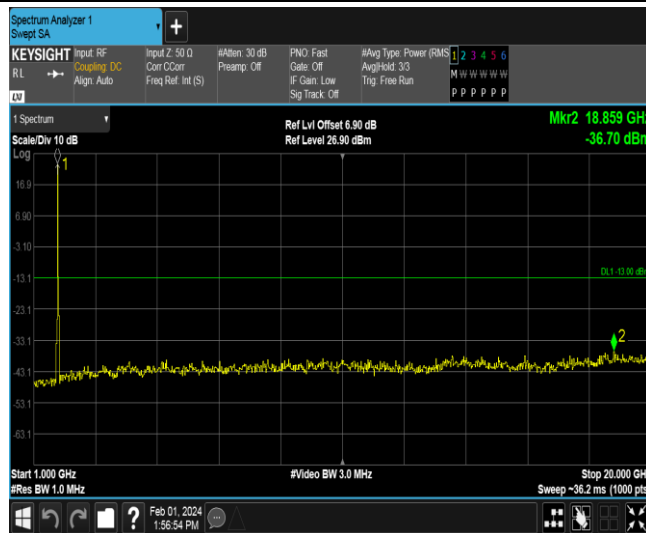 Spectrum Analyzer 1
Swept SA
+
KEYSIGHT
RL
LXI
Input: RF
Coupling: DC
Align: Auto
Input Z: 50 Ω
Corr CCorr
Freq Ref: Int (S)
#Atten: 30 dB
Preamp: Off
PNO: Fast
Gate: Off
IF Gain: Low
Sig Track: Off
#Avg Type: Power (RMS
Avg|Hold: 3/3
Trig: Free Run
1 2 3 4 5 6
M W W W W W
P P P P P P
1 Spectrum
Scale/Div 10 dB
Ref Lvl Offset 6.90 dB
Ref Level 26.90 dBm
Mkr2 18.859 GHz
-36.70 dBm
Log
1
16.9
6.90
-3.10
-13.1
DL1 -13.00 dBm
-23.1
-33.1
2
-43.1
-53.1
-63.1
Start 1.000 GHz
#Video BW 3.0 MHz
Stop 20.000 GHz
#Res BW 1.0 MHz
Sweep ~36.2 ms (1000 pts)
?
Feb 01, 2024
1:56:54 PM